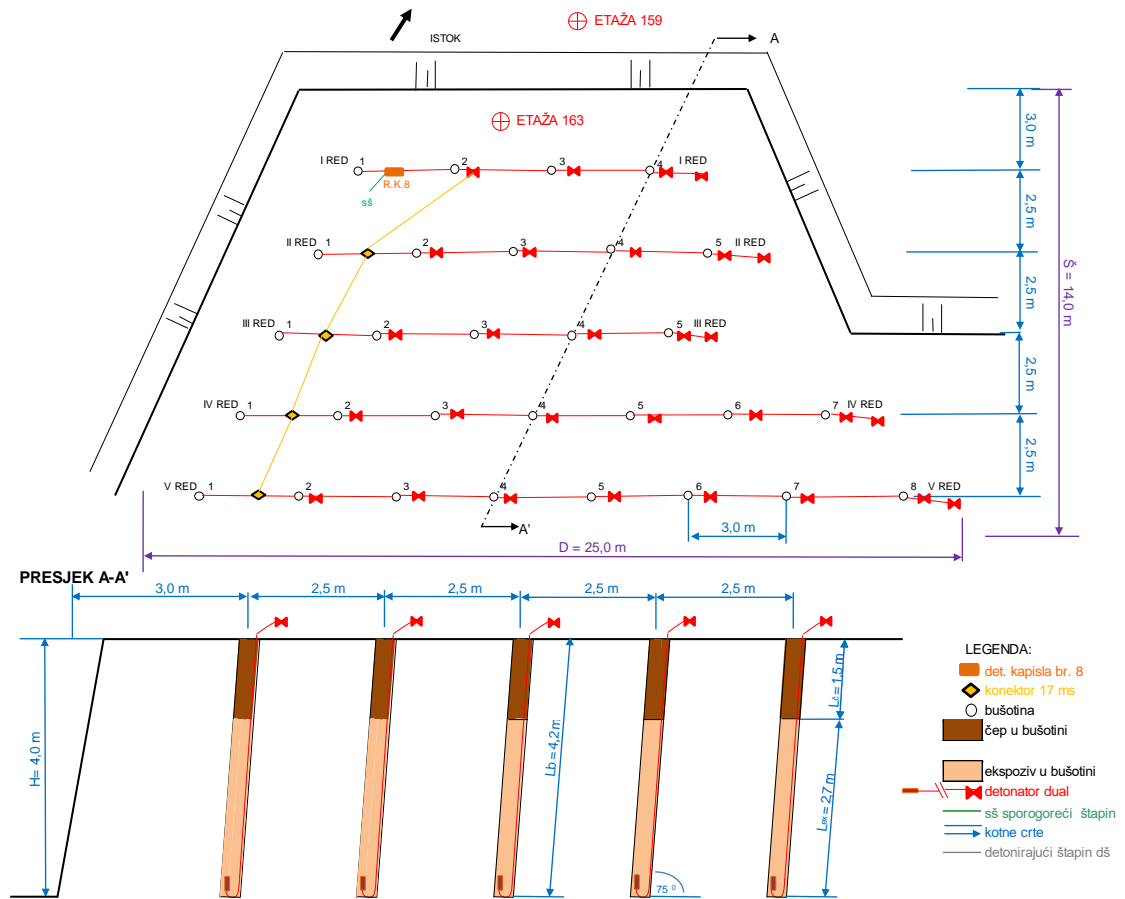 ETAŽA 159
ISTOK
A
ETAŽA 163
3,0 m
I RED 1 2 3 4 I RED
R.K.8
sš
2,5 m
II RED 1 2 3 4 5 II RED
2,5 m
Š = 14,0 m
III RED 1 2 3 4 5 III RED
2,5 m
IV RED 1 2 3 4 5 6 7 IV RED
2,5 m
V RED 1 2 3 4 5 6 7 8 V RED
A'
3,0 m
D = 25,0 m
PRESJEK A-A'
3,0 m 2,5 m 2,5 m 2,5 m 2,5 m
H= 4,0 m
Lb = 4,2 m
Lč = 1,5 m
Lex = 2,7 m
75 0
LEGENDA:
det. kapisla br. 8
konektor 17 ms
bušotina
čep u bušotini
ekspoziv u bušotini
detonator dual
sš sporogoreći štapin
kotne crte
detonirajući štapin dš